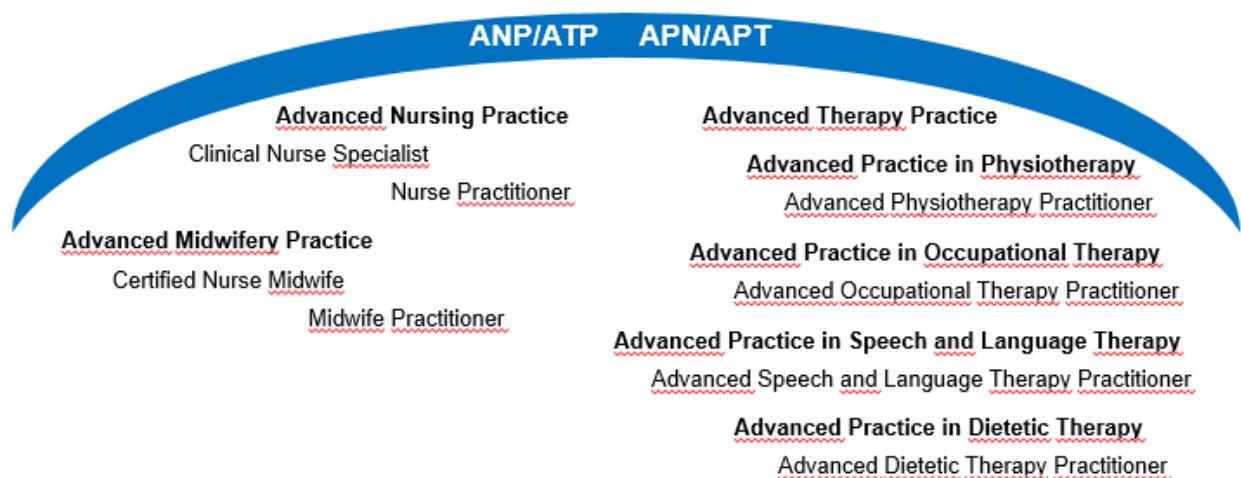 ANP/ATP APN/APT
Advanced Nursing Practice
Clinical Nurse Specialist
Nurse Practitioner
Advanced Midwifery Practice
Certified Nurse Midwife
Midwife Practitioner
Advanced Therapy Practice
Advanced Practice in Physiotherapy
Advanced Physiotherapy Practitioner
Advanced Practice in Occupational Therapy
Advanced Occupational Therapy Practitioner
Advanced Practice in Speech and Language Therapy
Advanced Speech and Language Therapy Practitioner
Advanced Practice in Dietetic Therapy
Advanced Dietetic Therapy Practitioner